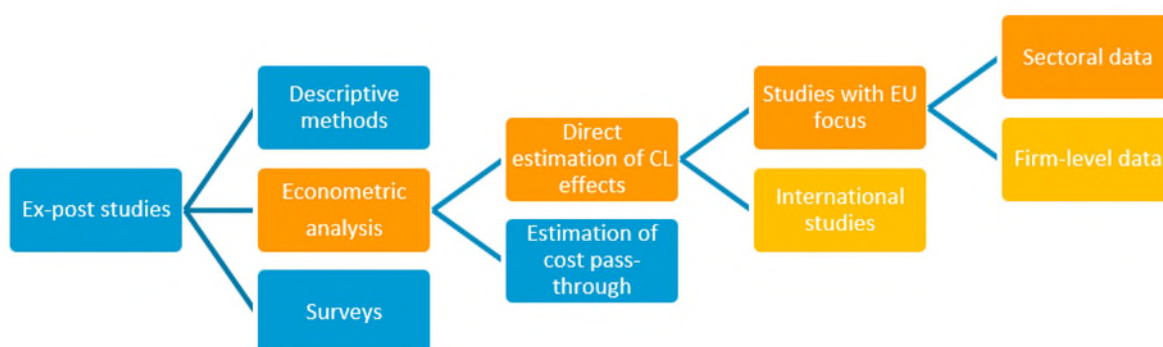 Ex-post studies
Descriptive
methods
Econometric
analysis
Surveys
Direct
estimation of CL
effects
Estimation of
cost pass-
through
Studies with EU
focus
International
studies
Sectoral data
Firm-level data